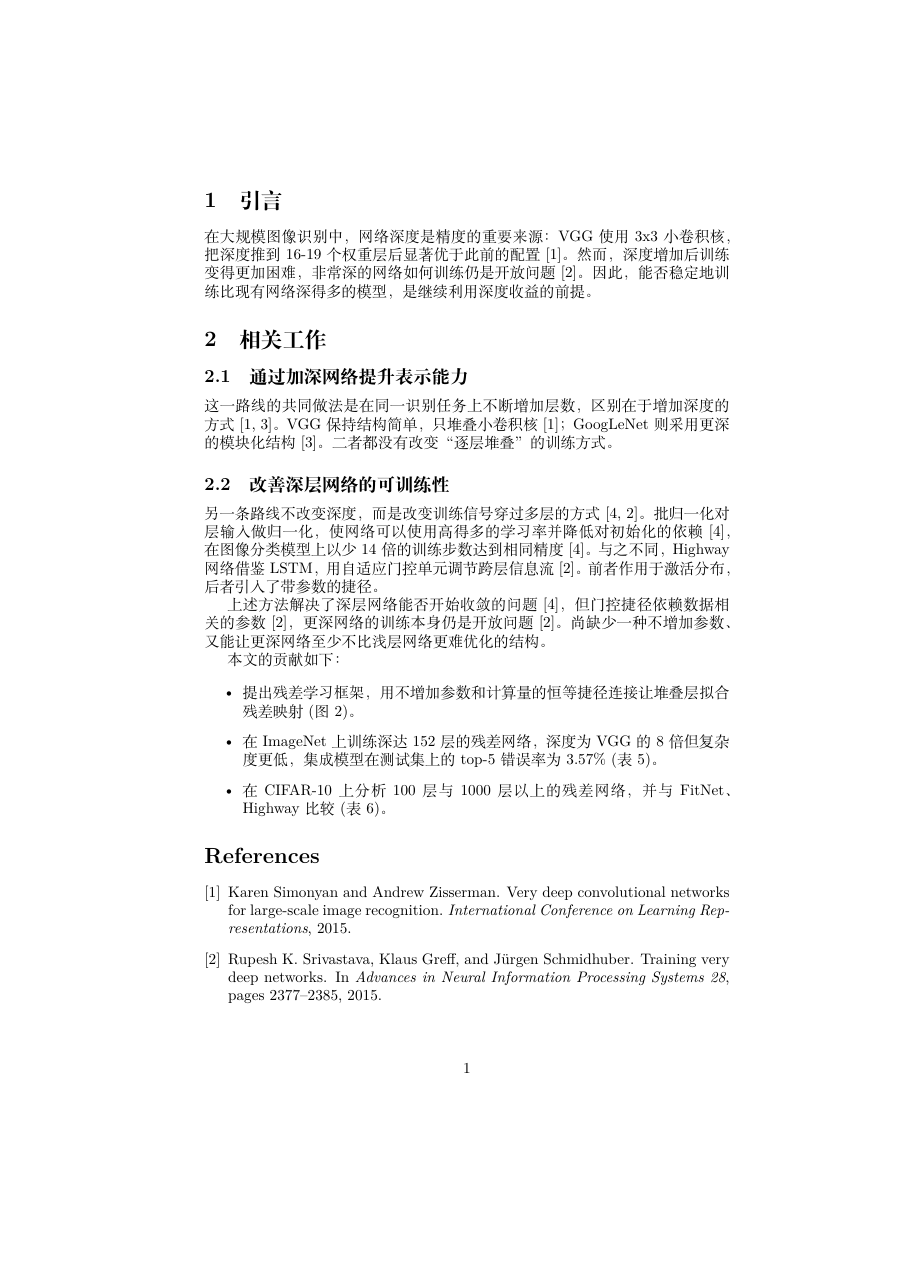 1 引言
在大规模图像识别中，网络深度是精度的重要来源：VGG 使用 3x3 小卷积核，
把深度推到 16-19 个权重层后显著优于此前的配置 [1]。然而，深度增加后训练
变得更加困难，非常深的网络如何训练仍是开放问题 [2]。因此，能否稳定地训
练比现有网络深得多的模型，是继续利用深度收益的前提。
2 相关工作
2.1 通过加深网络提升表示能力
这一路线的共同做法是在同一识别任务上不断增加层数，区别在于增加深度的
方式 [1, 3]。VGG 保持结构简单，只堆叠小卷积核 [1]；GoogLeNet 则采用更深
的模块化结构 [3]。二者都没有改变“逐层堆叠”的训练方式。
2.2 改善深层网络的可训练性
另一条路线不改变深度，而是改变训练信号穿过多层的方式 [4, 2]。批归一化对
层输入做归一化，使网络可以使用高得多的学习率并降低对初始化的依赖 [4]，
在图像分类模型上以少 14 倍的训练步数达到相同精度 [4]。与之不同，Highway
网络借鉴 LSTM，用自适应门控单元调节跨层信息流 [2]。前者作用于激活分布，
后者引入了带参数的捷径。
上述方法解决了深层网络能否开始收敛的问题 [4]，但门控捷径依赖数据相
关的参数 [2]，更深网络的训练本身仍是开放问题 [2]。尚缺少一种不增加参数、
又能让更深网络至少不比浅层网络更难优化的结构。
本文的贡献如下：
• 提出残差学习框架，用不增加参数和计算量的恒等捷径连接让堆叠层拟合
残差映射 (图 2)。
• 在 ImageNet 上训练深达 152 层的残差网络，深度为 VGG 的 8 倍但复杂
度更低，集成模型在测试集上的 top-5 错误率为 3.57% (表 5)。
• 在 CIFAR-10 上分析 100 层与 1000 层以上的残差网络，并与 FitNet、
Highway 比较 (表 6)。
References
[1] Karen Simonyan and Andrew Zisserman. Very deep convolutional networks
for large-scale image recognition. International Conference on Learning Rep-
resentations, 2015.
[2] Rupesh K. Srivastava, Klaus Greff, and Jürgen Schmidhuber. Training very
deep networks. In Advances in Neural Information Processing Systems 28,
pages 2377–2385, 2015.
1